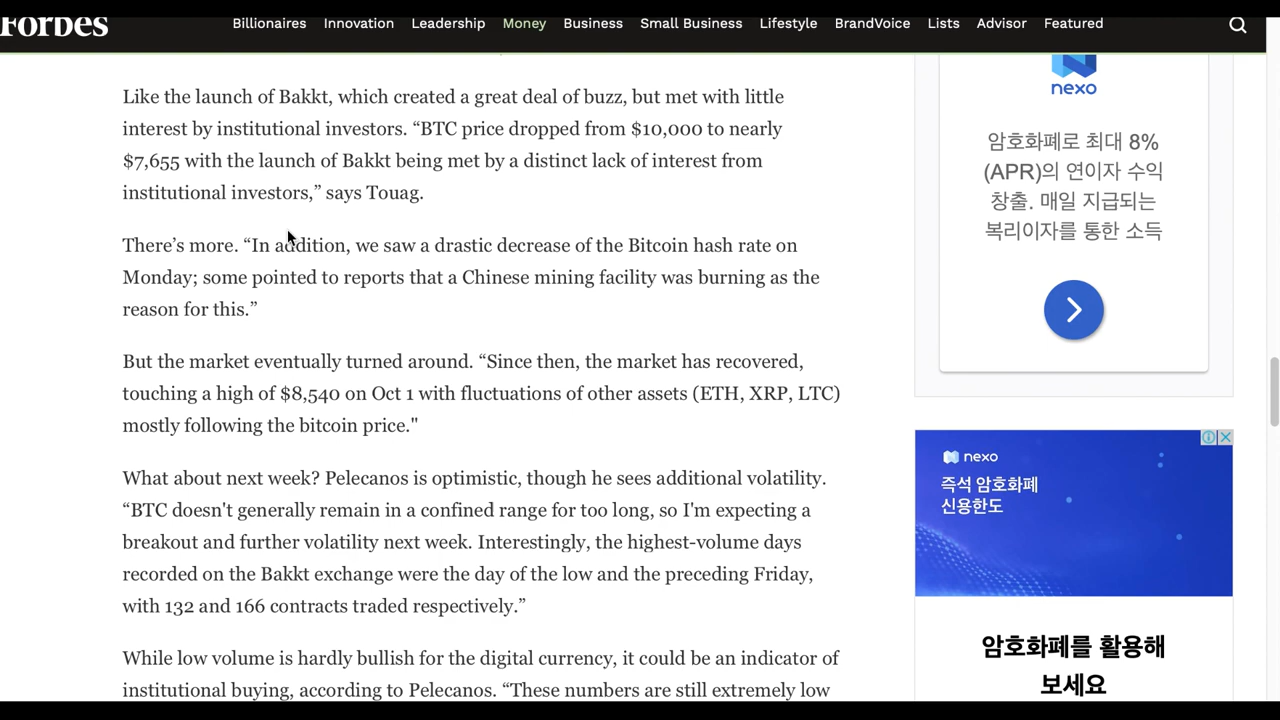 Forbes
Billionaires Innovation Leadership Money Business Small Business Lifestyle BrandVoice Lists Advisor Featured
Like the launch of Bakkt, which created a great deal of buzz, but met with little
interest by institutional investors. “BTC price dropped from $10,000 to nearly
$7,655 with the launch of Bakkt being met by a distinct lack of interest from
institutional investors,” says Touag.
There’s more. “In addition, we saw a drastic decrease of the Bitcoin hash rate on
Monday; some pointed to reports that a Chinese mining facility was burning as the
reason for this.”
But the market eventually turned around. “Since then, the market has recovered,
touching a high of $8,540 on Oct 1 with fluctuations of other assets (ETH, XRP, LTC)
mostly following the bitcoin price."
What about next week? Pelecanos is optimistic, though he sees additional volatility.
“BTC doesn't generally remain in a confined range for too long, so I'm expecting a
breakout and further volatility next week. Interestingly, the highest-volume days
recorded on the Bakkt exchange were the day of the low and the preceding Friday,
with 132 and 166 contracts traded respectively.”
While low volume is hardly bullish for the digital currency, it could be an indicator of
institutional buying, according to Pelecanos. “These numbers are still extremely low
nexo
암호화폐로 최대 8%
(APR)의 연이자 수익
창출. 매일 지급되는
복리이자를 통한 소득
nexo
즉석 암호화폐
신용한도
암호화폐를 활용해
보세요